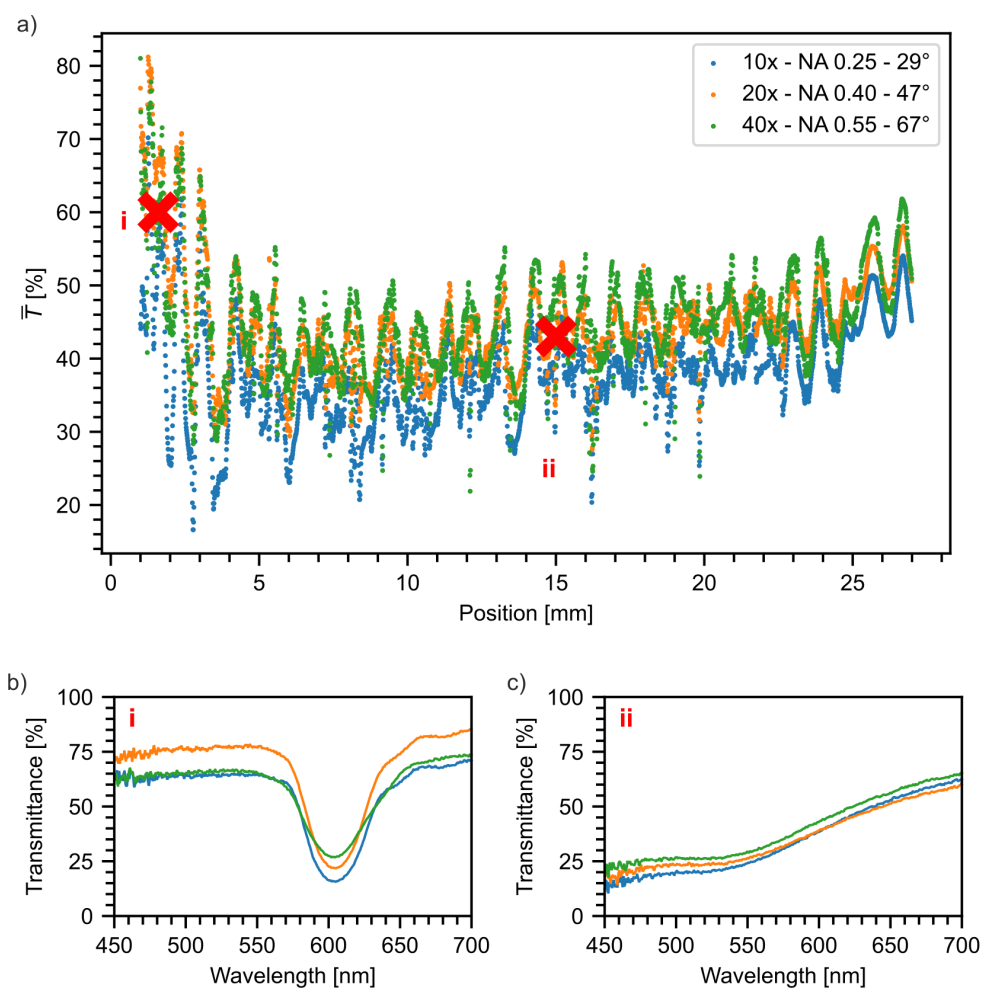 a)
80
70
60
50
40
30
20
T̅ [%]
10x - NA 0.25 - 29°
20x - NA 0.40 - 47°
40x - NA 0.55 - 67°
i
ii
0 5 10 15 20 25
Position [mm]
b)
100
75
50
25
0
Transmittance [%]
i
450 500 550 600 650 700
Wavelength [nm]
c)
100
75
50
25
0
Transmittance [%]
ii
450 500 550 600 650 700
Wavelength [nm]